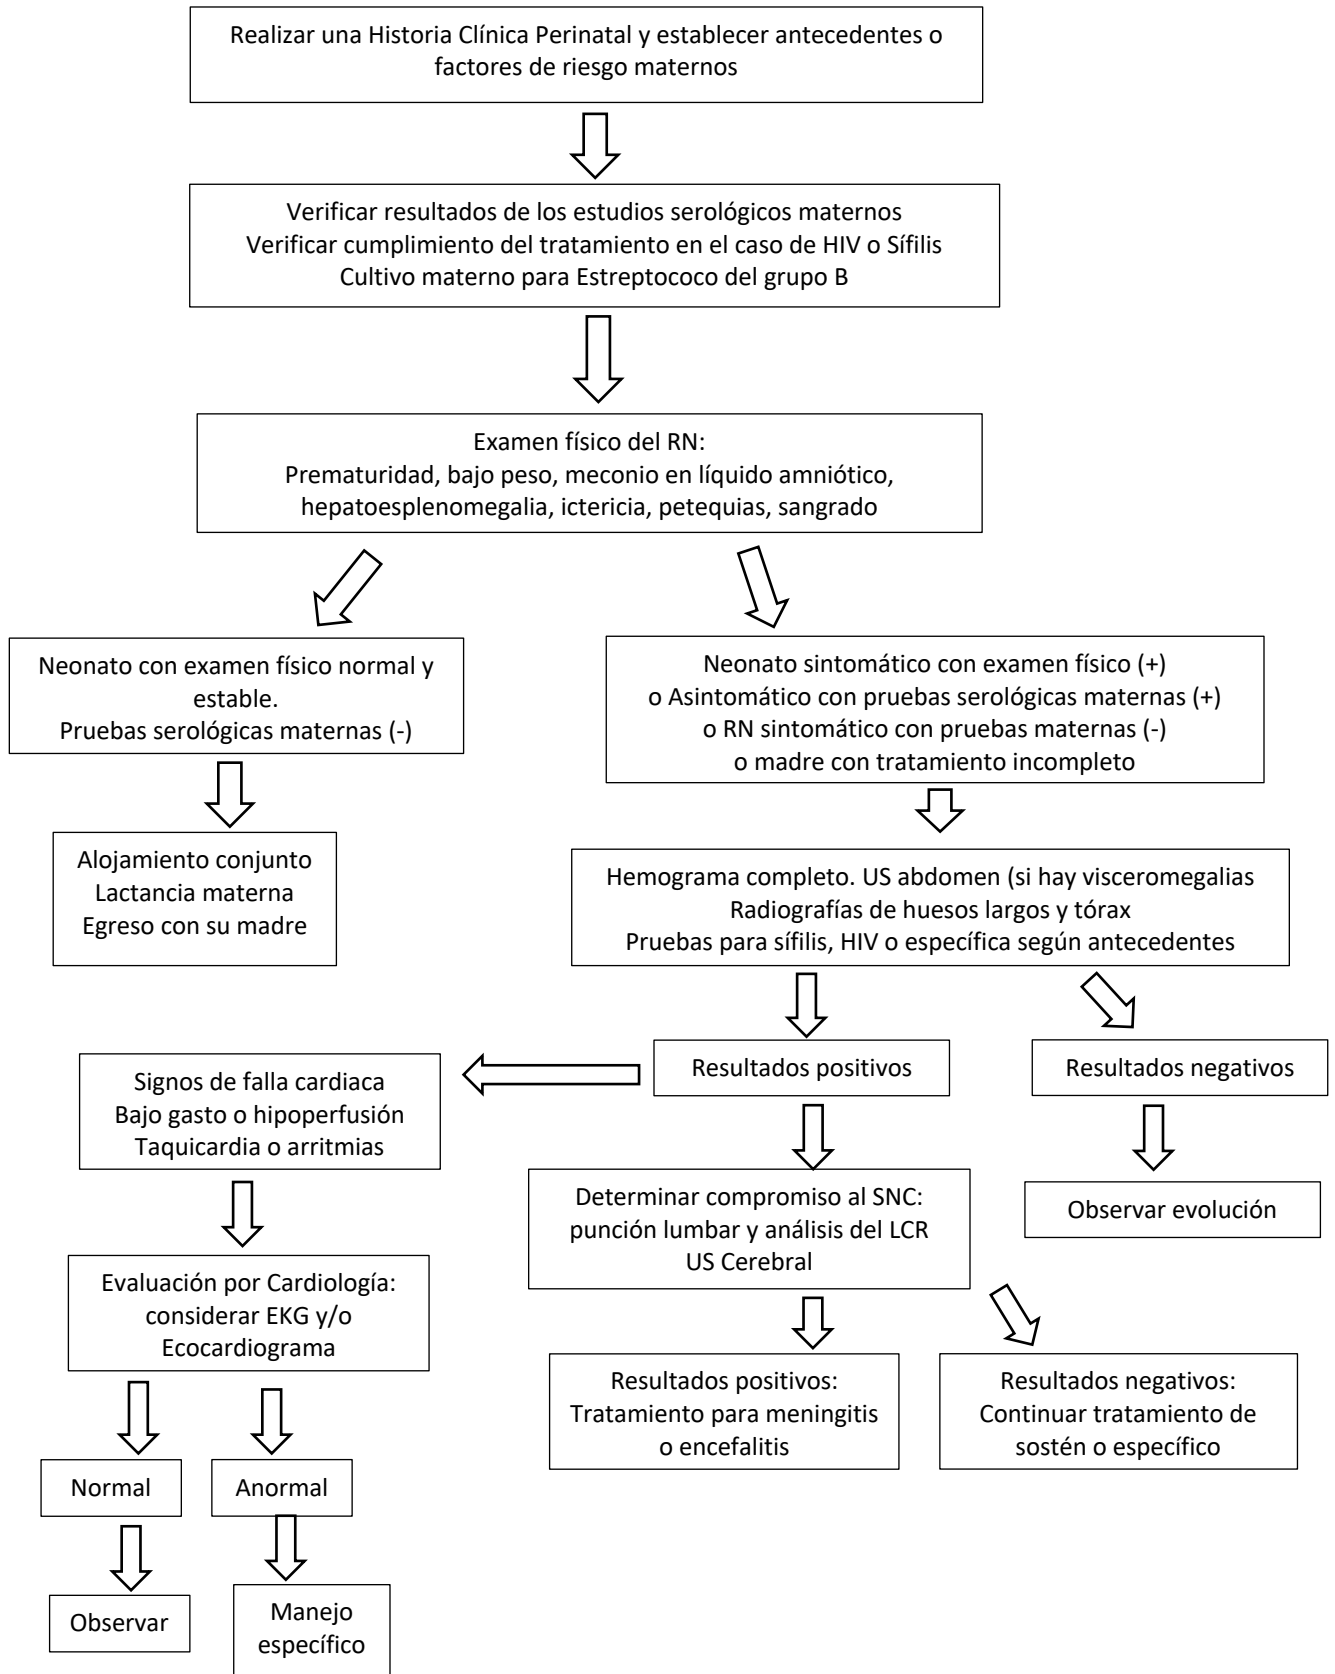 Realizar una Historia Clínica Perinatal y establecer antecedentes o
factores de riesgo maternos
Verificar resultados de los estudios serológicos maternos
Verificar cumplimiento del tratamiento en el caso de HIV o Sífilis
Cultivo materno para Estreptococo del grupo B
Examen físico del RN:
Prematuridad, bajo peso, meconio en líquido amniótico,
hepatoesplenomegalia, ictericia, petequias, sangrado
Neonato con examen físico normal y
estable.
Pruebas serológicas maternas (-)
Neonato sintomático con examen físico (+)
o Asintomático con pruebas serológicas maternas (+)
o RN sintomático con pruebas maternas (-)
o madre con tratamiento incompleto
Alojamiento conjunto
Lactancia materna
Egreso con su madre
Hemograma completo. US abdomen (si hay visceromegalias
Radiografías de huesos largos y tórax
Pruebas para sífilis, HIV o específica según antecedentes
Signos de falla cardiaca
Bajo gasto o hipoperfusión
Taquicardia o arritmias
Resultados positivos
Resultados negativos
Determinar compromiso al SNC:
punción lumbar y análisis del LCR
US Cerebral
Observar evolución
Evaluación por Cardiología:
considerar EKG y/o
Ecocardiograma
Resultados positivos:
Tratamiento para meningitis
o encefalitis
Resultados negativos:
Continuar tratamiento de
sostén o específico
Normal
Anormal
Observar
Manejo
específico